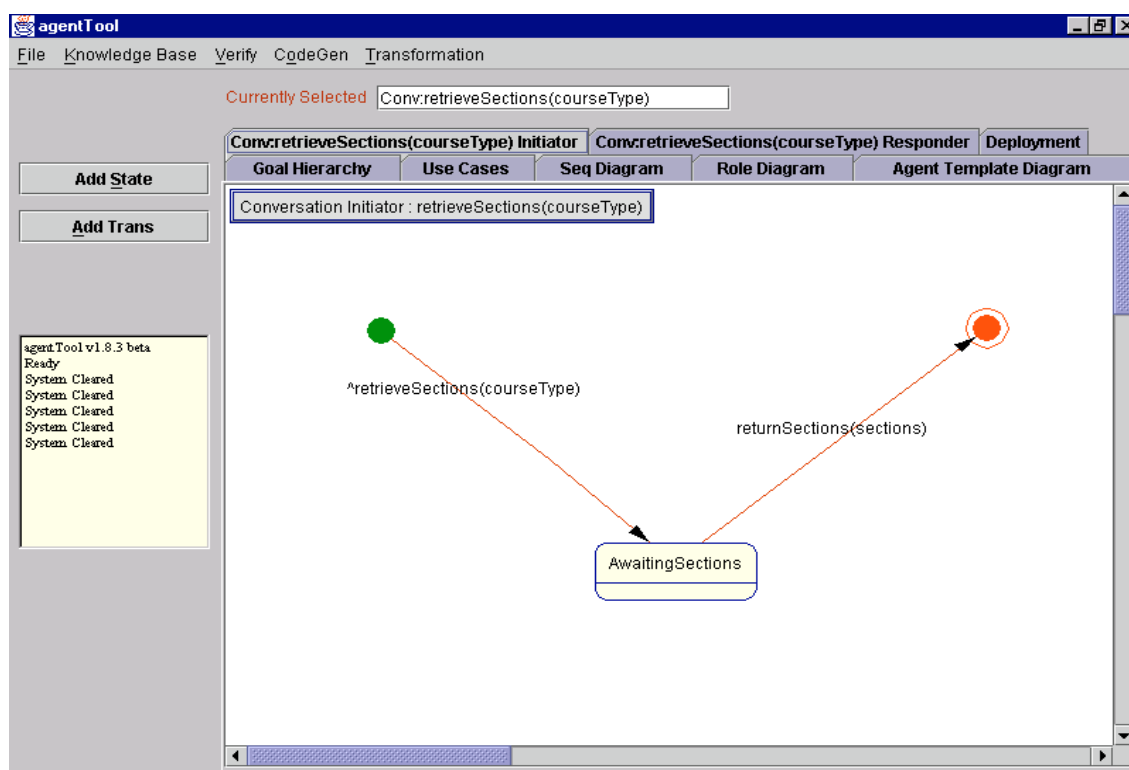 agentTool
File Knowledge Base Verify CodeGen Transformation
Currently Selected Conv:retrieveSections(courseType)
Conv:retrieveSections(courseType) Initiator Conv:retrieveSections(courseType) Responder Deployment
Goal Hierarchy Use Cases Seq Diagram Role Diagram Agent Template Diagram
Add State
Add Trans
Conversation Initiator : retrieveSections(courseType)
agentTool v1.8.3 beta
Ready
System Cleared
System Cleared
System Cleared
System Cleared
System Cleared
^retrieveSections(courseType)
returnSections(sections)
AwaitingSections